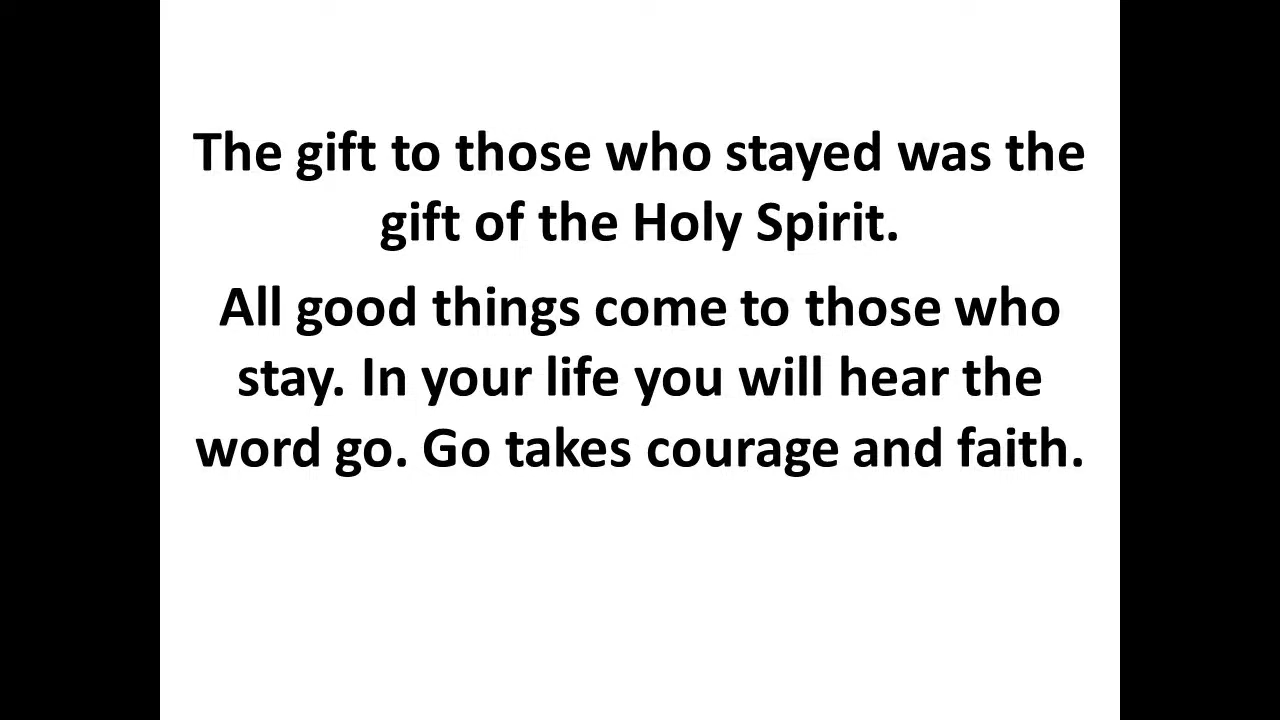 The gift to those who stayed was the
gift of the Holy Spirit.
All good things come to those who
stay. In your life you will hear the
word go. Go takes courage and faith.